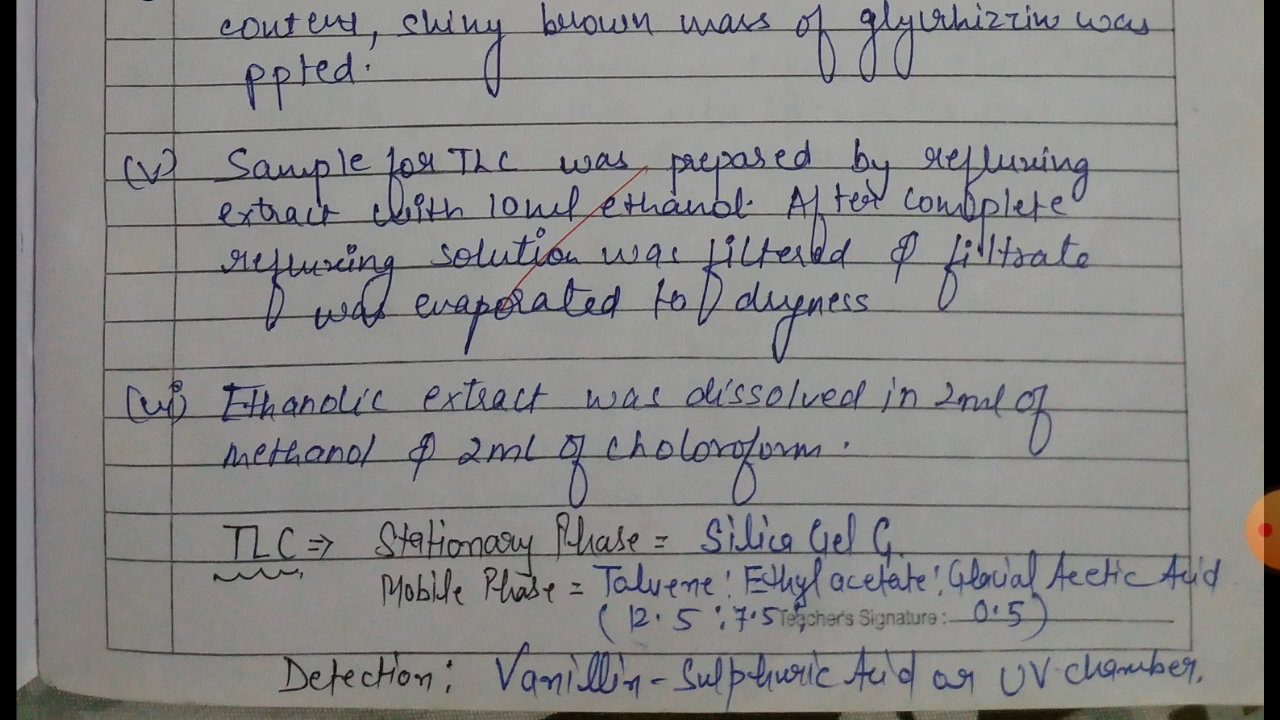 content, shiny brown mass of glycrhizzin was
ppted.
(v) Sample for TLC was prepared by refluxing
extract with 10ml ethanol. After complete
refluxing solution was filtered & filtrate
was evaporated to drgness
(vi) Ethanolic extract was dissolved in 2ml of
methanol & 2ml of choloroform.
TLC ⇒ Stationary Phase = Silica Gel G.
Mobile Phase = Toluene : Ethyl acetate : Glacial Acetic Acid
(12.5 : 7.5 : Teacher's Signature : 0.5)
Detection : Vanillin - Sulphuric Acid or UV chamber.